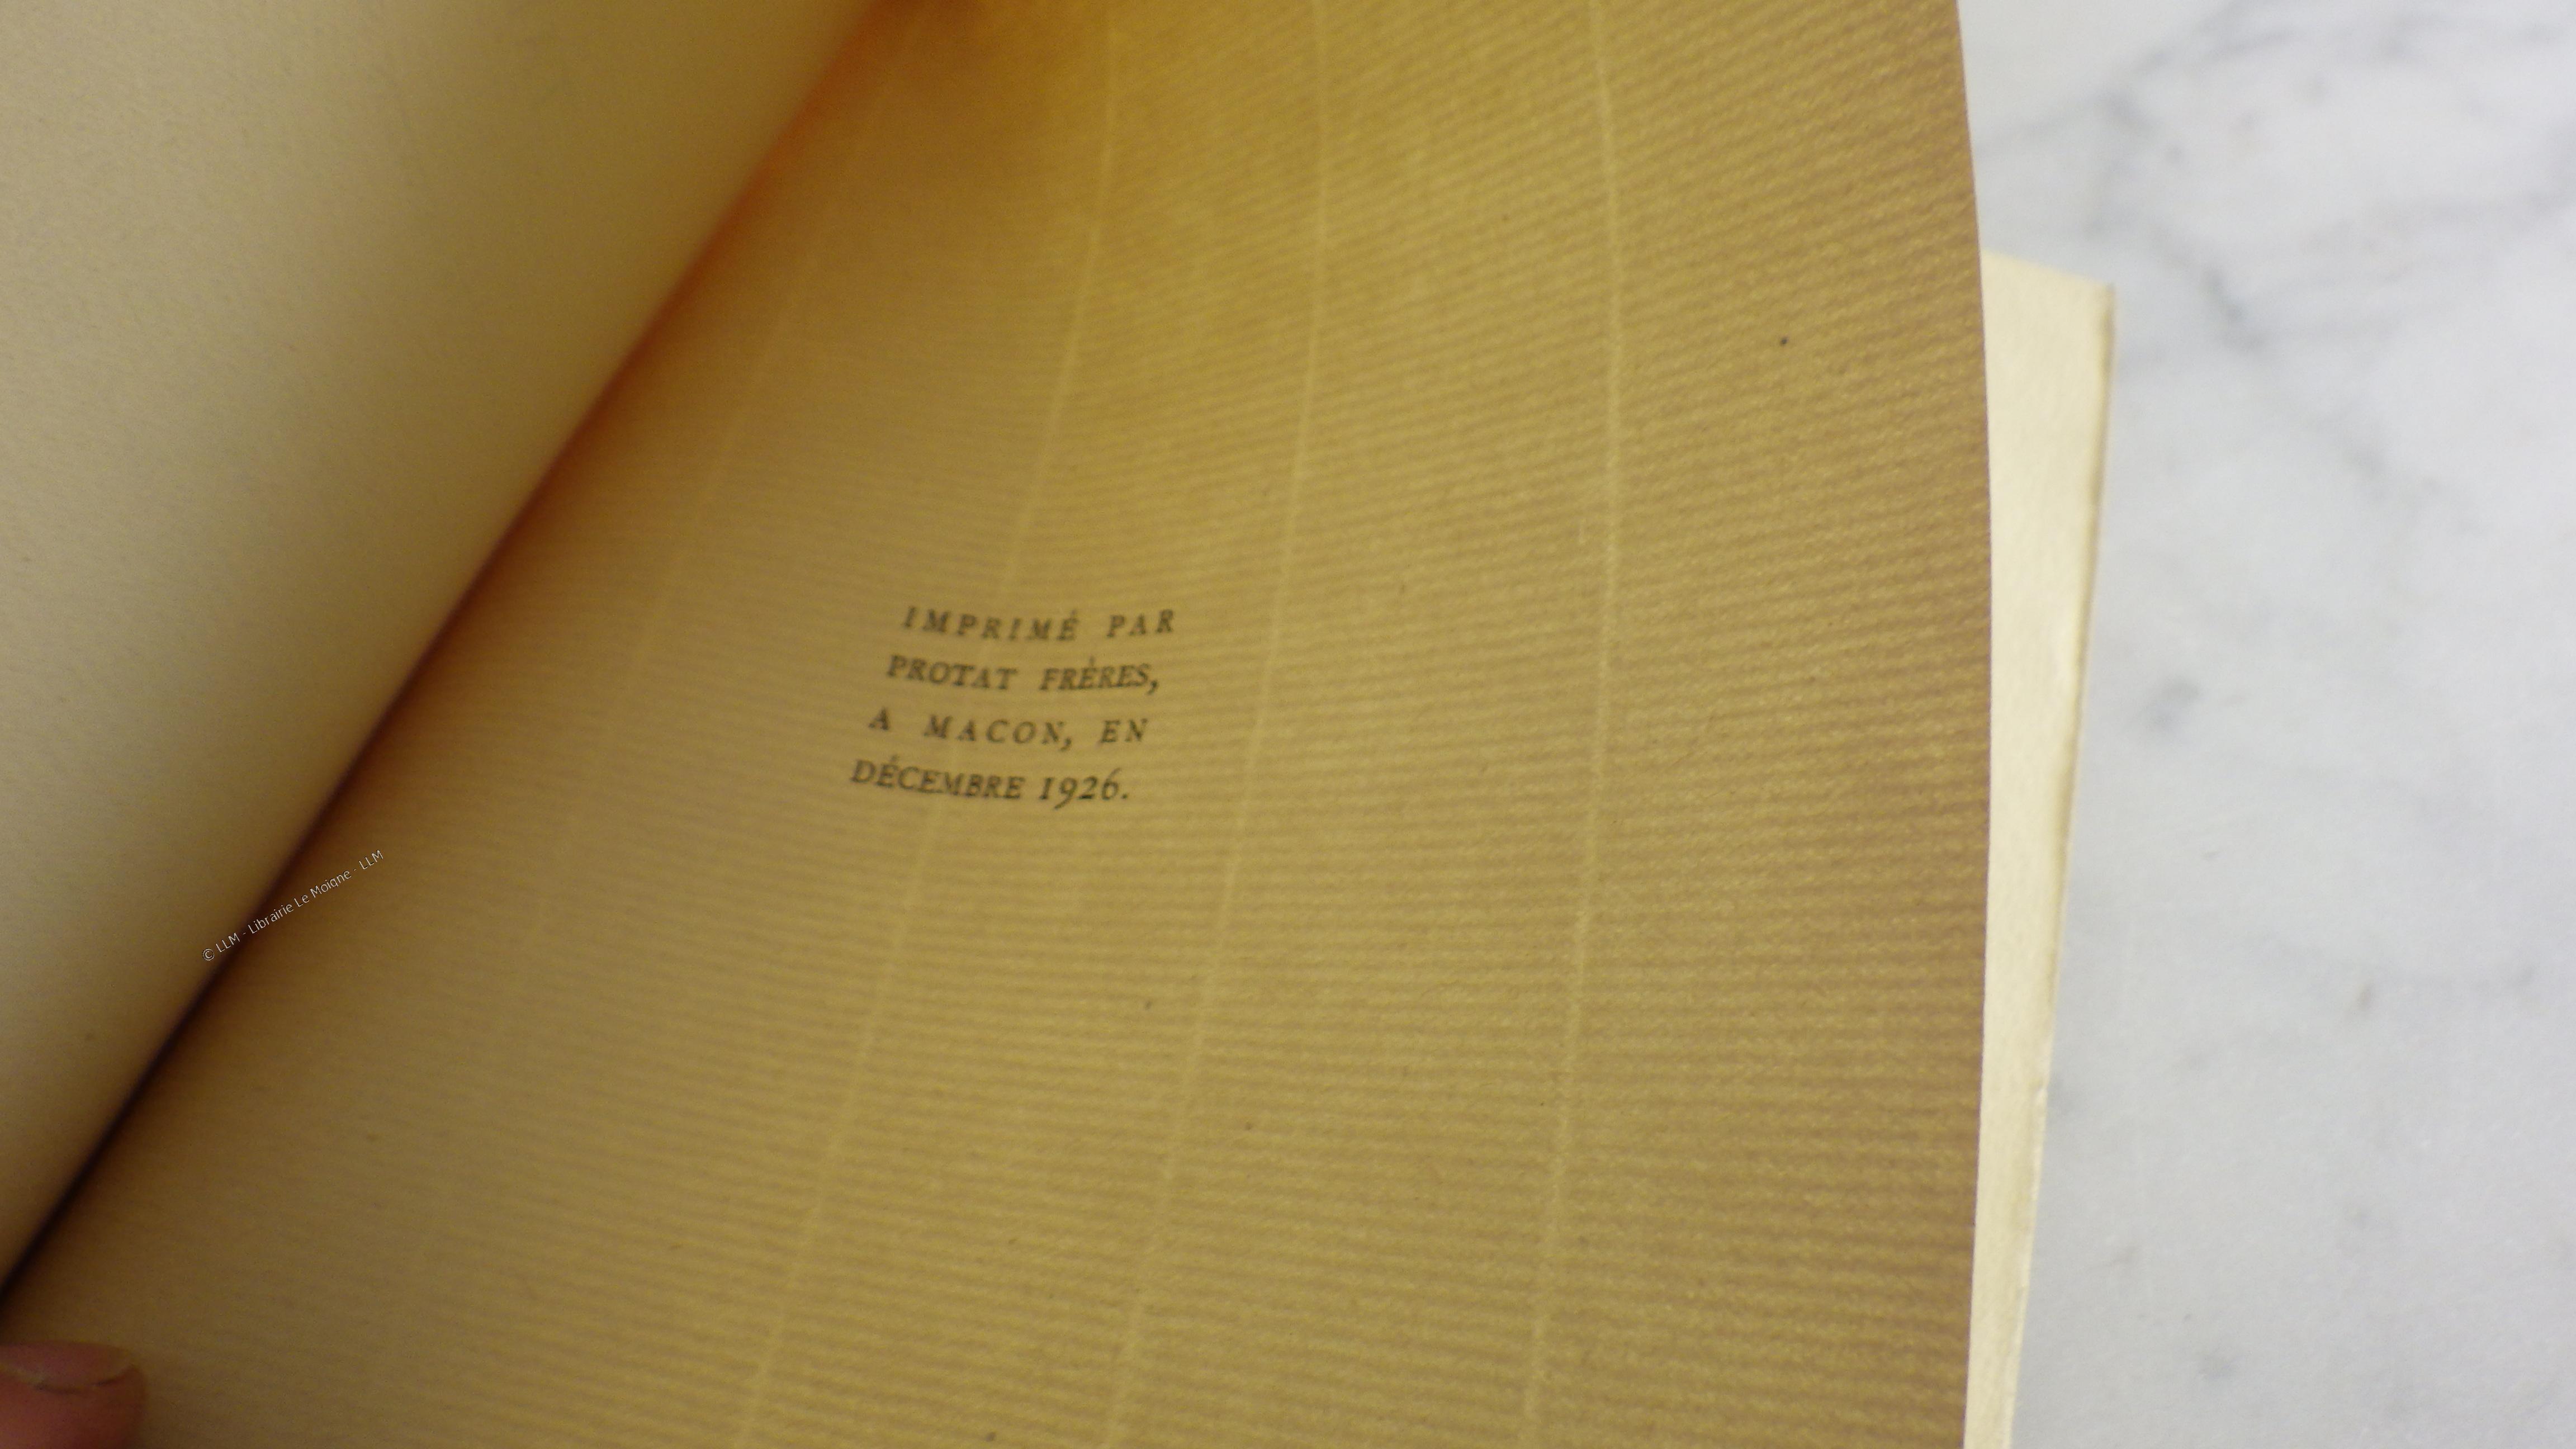 IMPRIMÉ PAR
PROTAT FRÈRES,
A MACON, EN
DÉCEMBRE 1926.
© LLM - Librairie Le Moigne - LLM